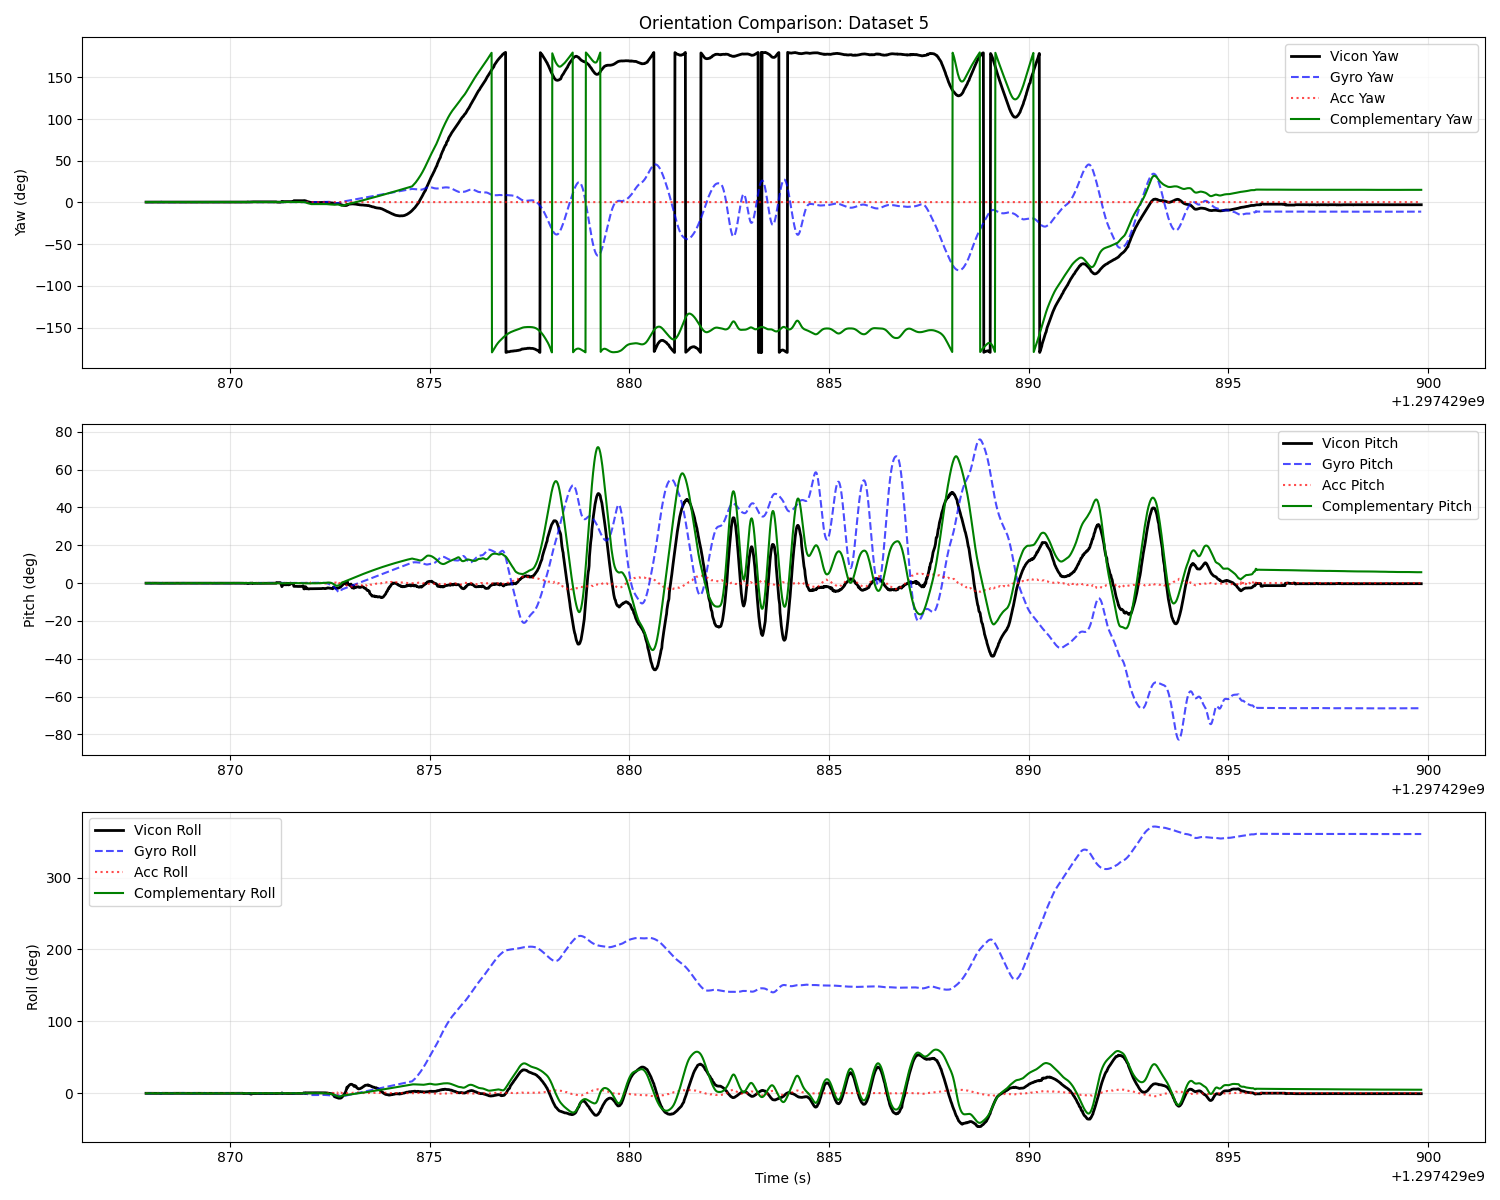 Orientation Comparison: Dataset 5
Yaw (deg)
150
100
50
0
−50
−100
−150
Vicon Yaw
Gyro Yaw
Acc Yaw
Complementary Yaw
870 875 880 885 890 895 900
+1.297429e9
Pitch (deg)
80
60
40
20
0
−20
−40
−60
−80
Vicon Pitch
Gyro Pitch
Acc Pitch
Complementary Pitch
870 875 880 885 890 895 900
+1.297429e9
Roll (deg)
300
200
100
0
Vicon Roll
Gyro Roll
Acc Roll
Complementary Roll
870 875 880 885 890 895 900
Time (s)
+1.297429e9